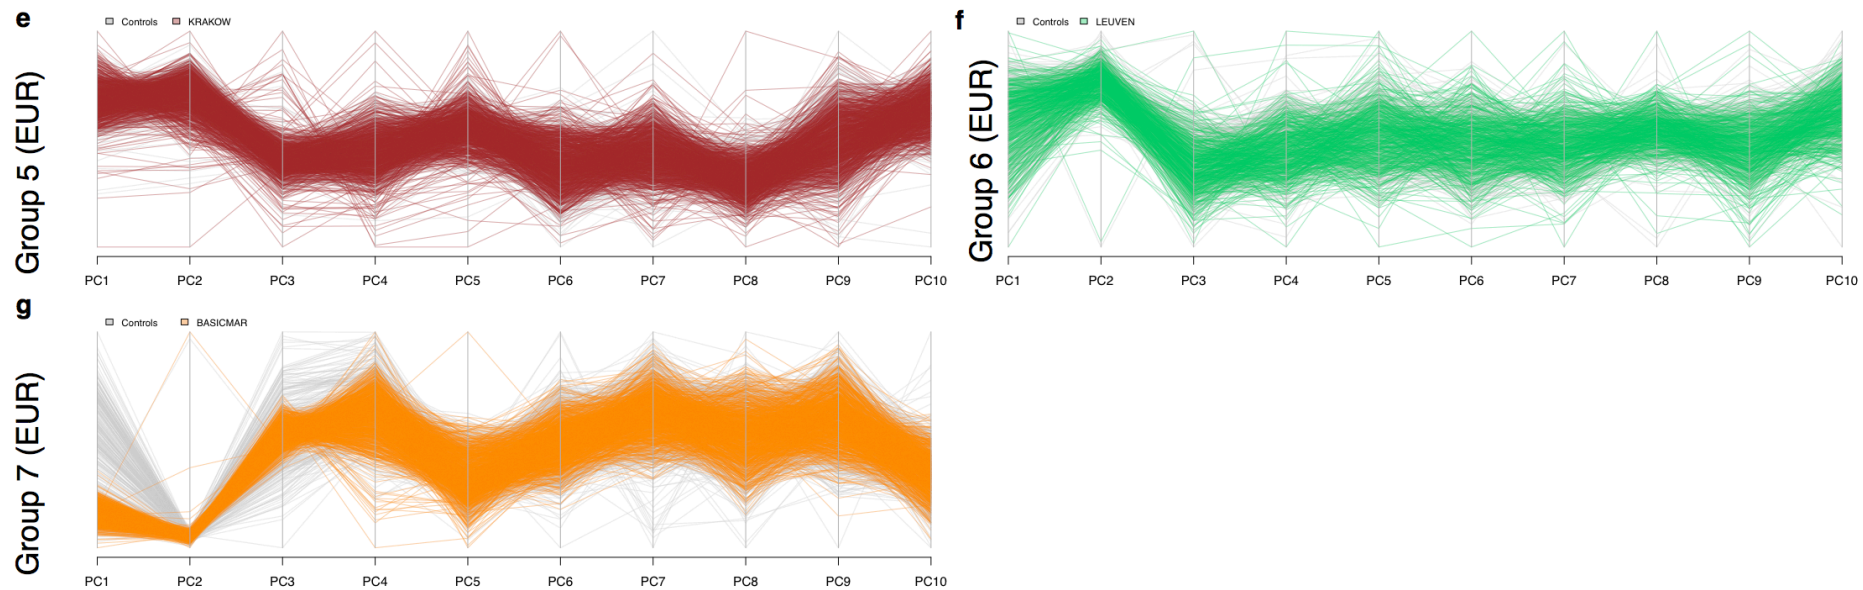 e
Controls KRAKOW
Group 5 (EUR)
PC1 PC2 PC3 PC4 PC5 PC6 PC7 PC8 PC9 PC10
f
Controls LEUVEN
Group 6 (EUR)
PC1 PC2 PC3 PC4 PC5 PC6 PC7 PC8 PC9 PC10
g
Controls BASICMAR
Group 7 (EUR)
PC1 PC2 PC3 PC4 PC5 PC6 PC7 PC8 PC9 PC10